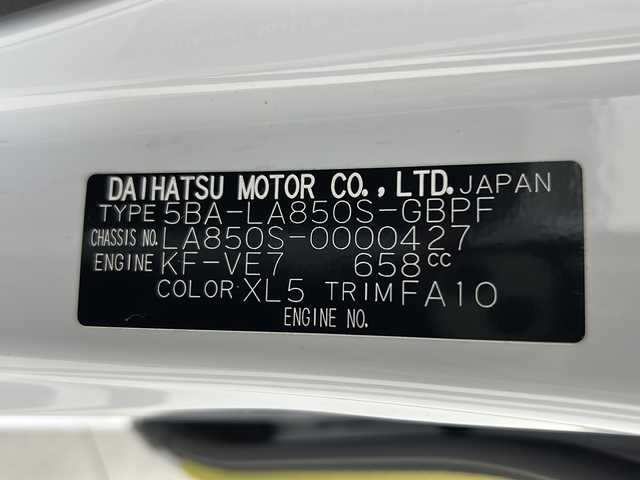 DAIHATSU MOTOR CO., LTD. JAPAN
TYPE 5BA-LA850S-GBPF
CHASSIS NO. LA850S-0000427
ENGINE KF-VE7 658cc
COLOR XL5 TRIM FA10
ENGINE NO.